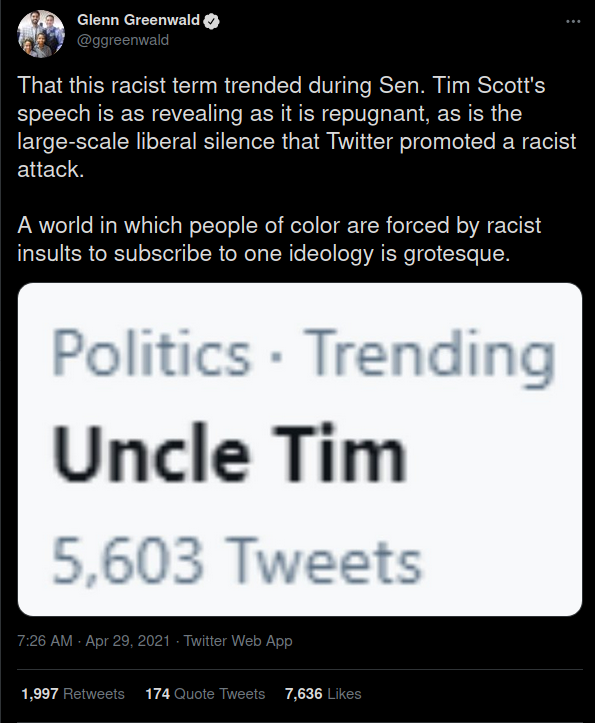 Glenn Greenwald
@ggreenwald
That this racist term trended during Sen. Tim Scott's
speech is as revealing as it is repugnant, as is the
large-scale liberal silence that Twitter promoted a racist
attack.
A world in which people of color are forced by racist
insults to subscribe to one ideology is grotesque.
Politics · Trending
Uncle Tim
5,603 Tweets
7:26 AM · Apr 29, 2021 · Twitter Web App
1,997 Retweets 174 Quote Tweets 7,636 Likes